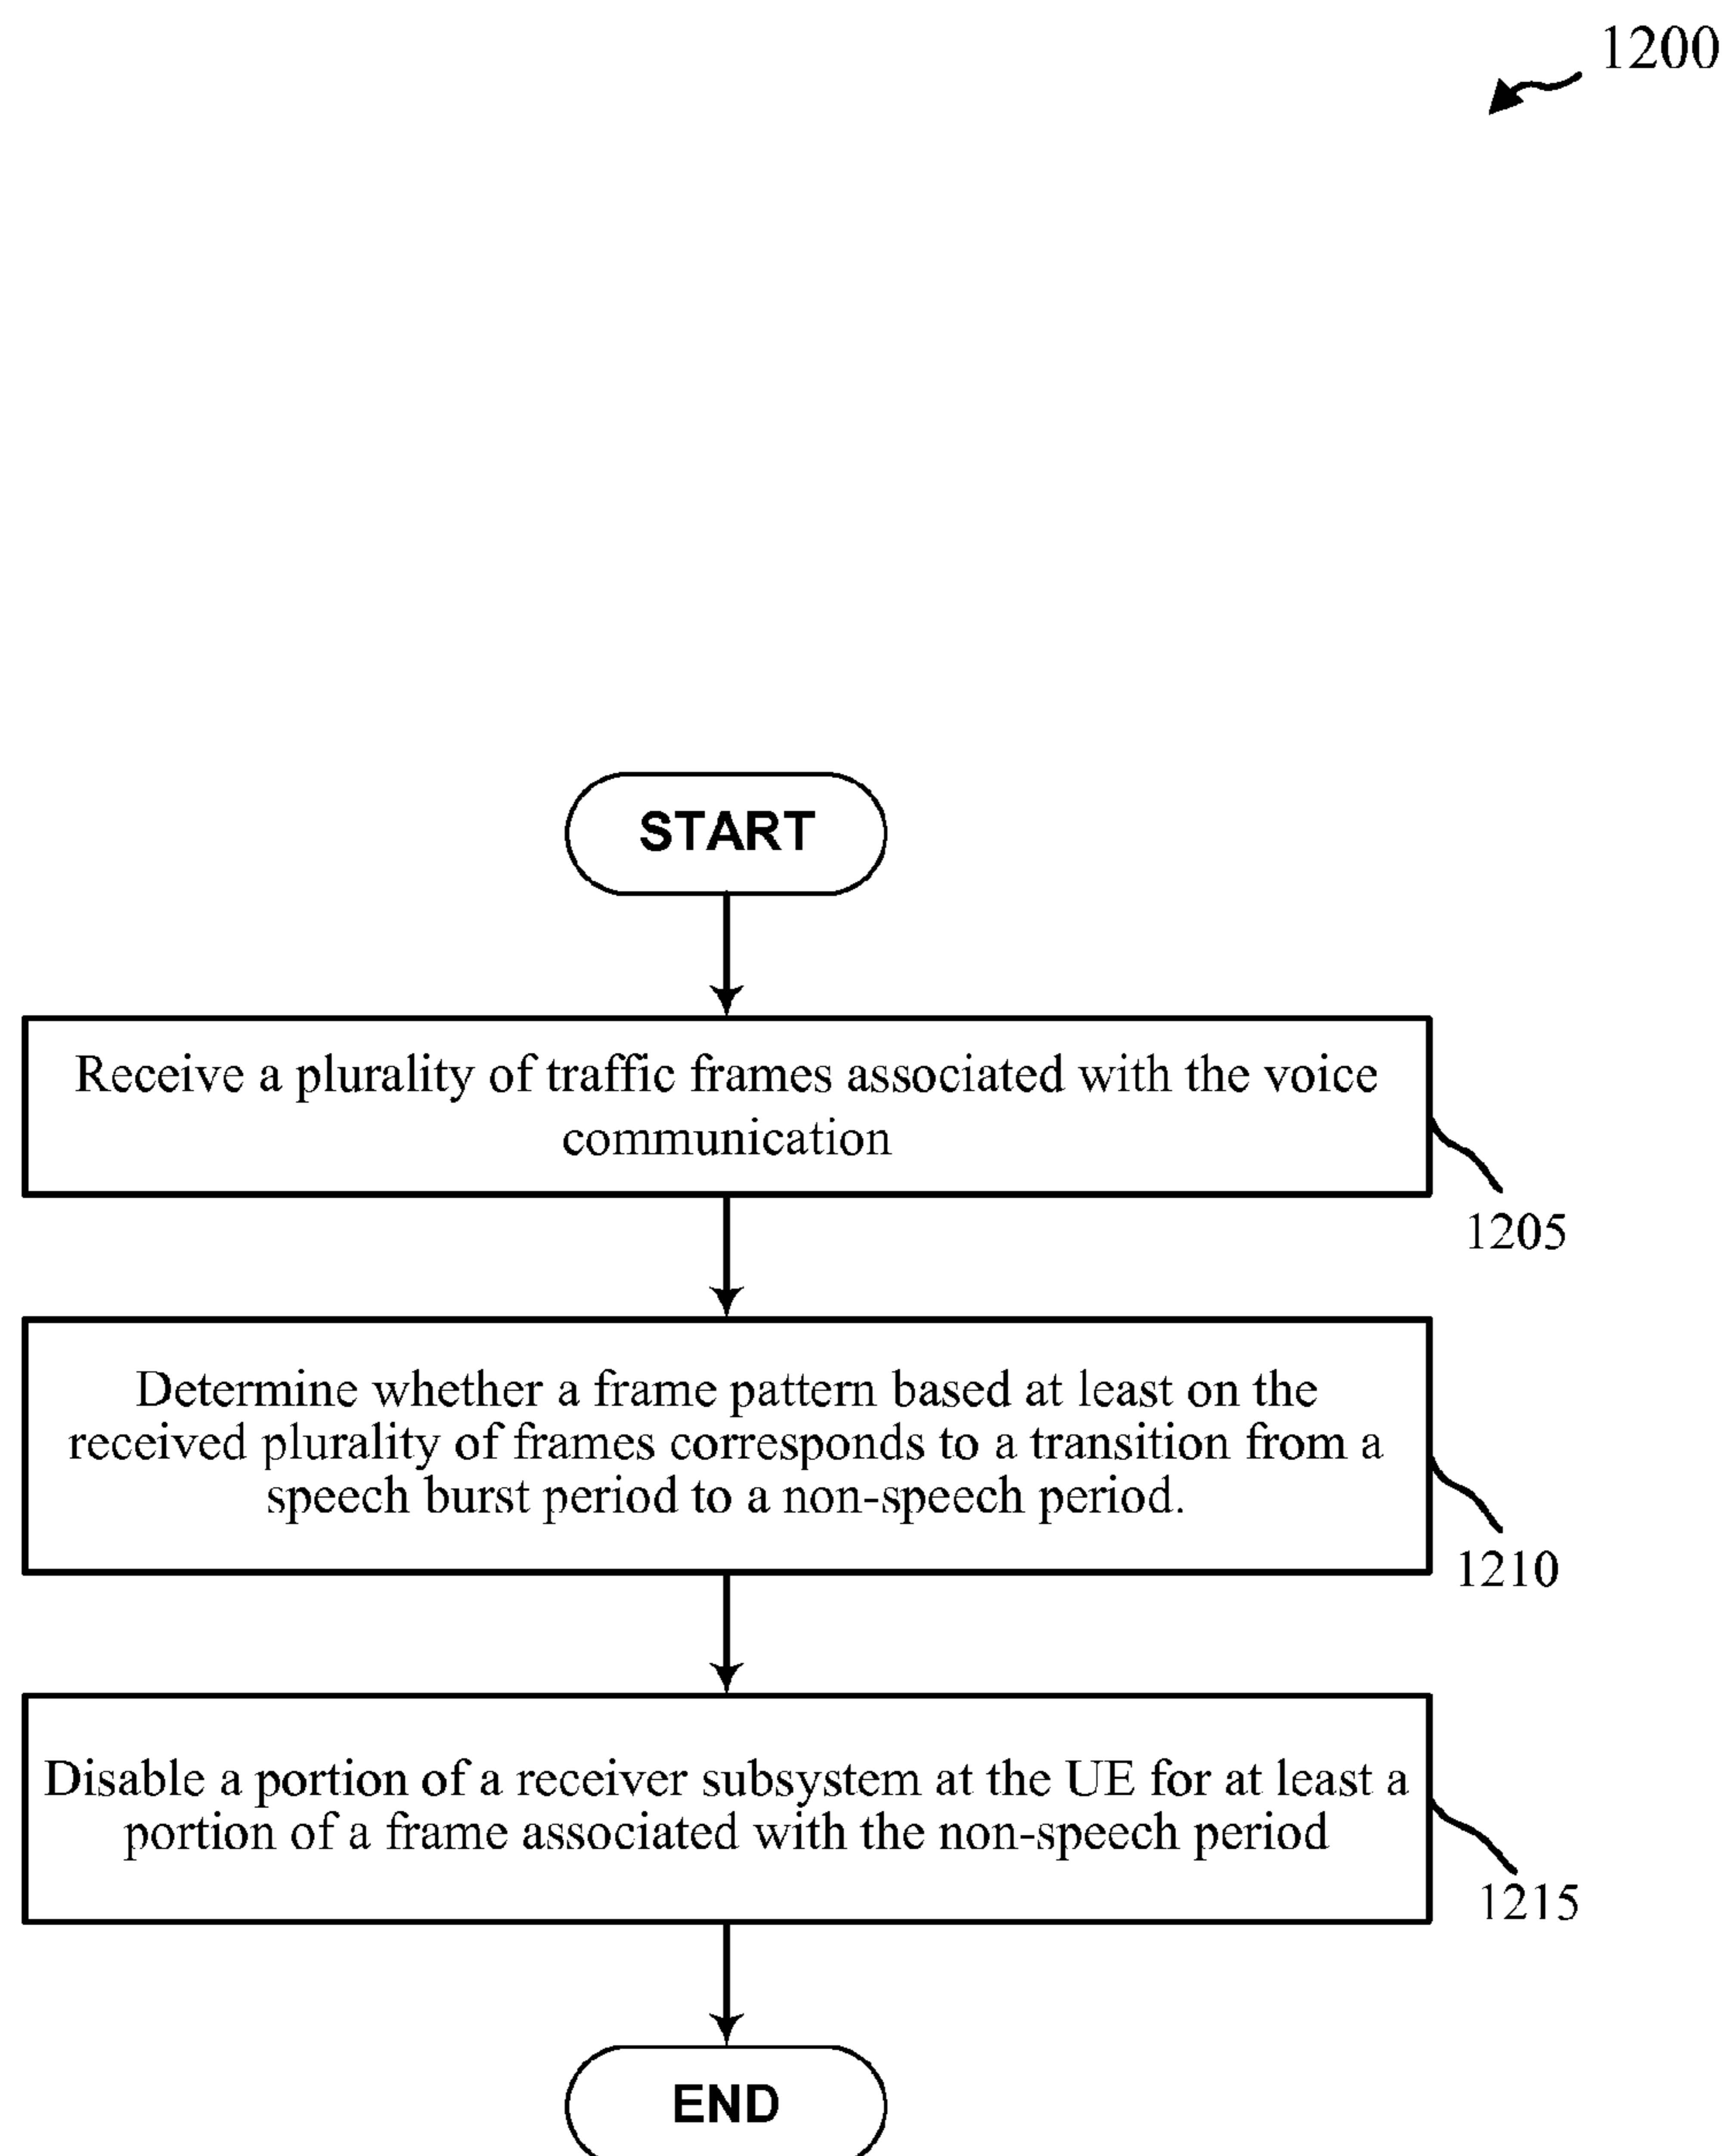 1200
START
Receive a plurality of traffic frames associated with the voice
communication
1205
Determine whether a frame pattern based at least on the
received plurality of frames corresponds to a transition from a
speech burst period to a non-speech period.
1210
Disable a portion of a receiver subsystem at the UE for at least a
portion of a frame associated with the non-speech period
1215
END